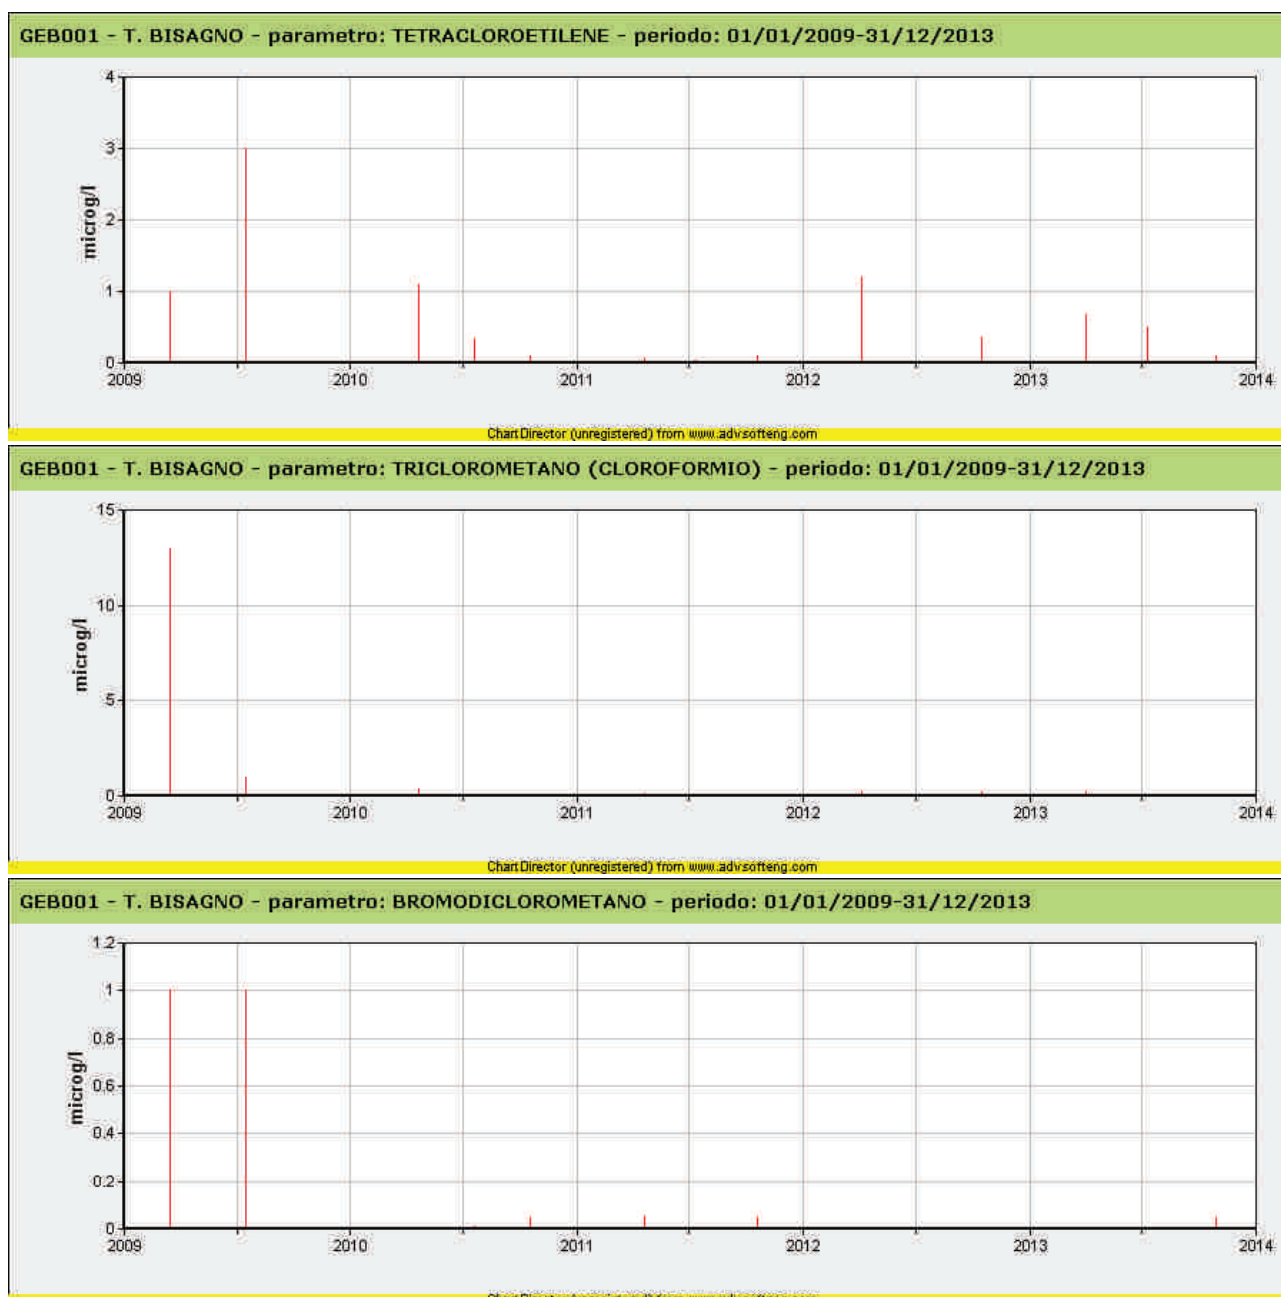 GEB001 - T. BISAGNO - parametro: TETRACLOROETILENE - periodo: 01/01/2009-31/12/2013
4
3
2
1
0
microg/l
2009 2010 2011 2012 2013 2014
ChartDirector (unregistered) from www.advsofteng.com
GEB001 - T. BISAGNO - parametro: TRICLOROMETANO (CLOROFORMIO) - periodo: 01/01/2009-31/12/2013
15
10
5
0
microg/l
2009 2010 2011 2012 2013 2014
ChartDirector (unregistered) from www.advsofteng.com
GEB001 - T. BISAGNO - parametro: BROMODICLOROMETANO - periodo: 01/01/2009-31/12/2013
1.2
1
0.8
0.6
0.4
0.2
0
microg/l
2009 2010 2011 2012 2013 2014